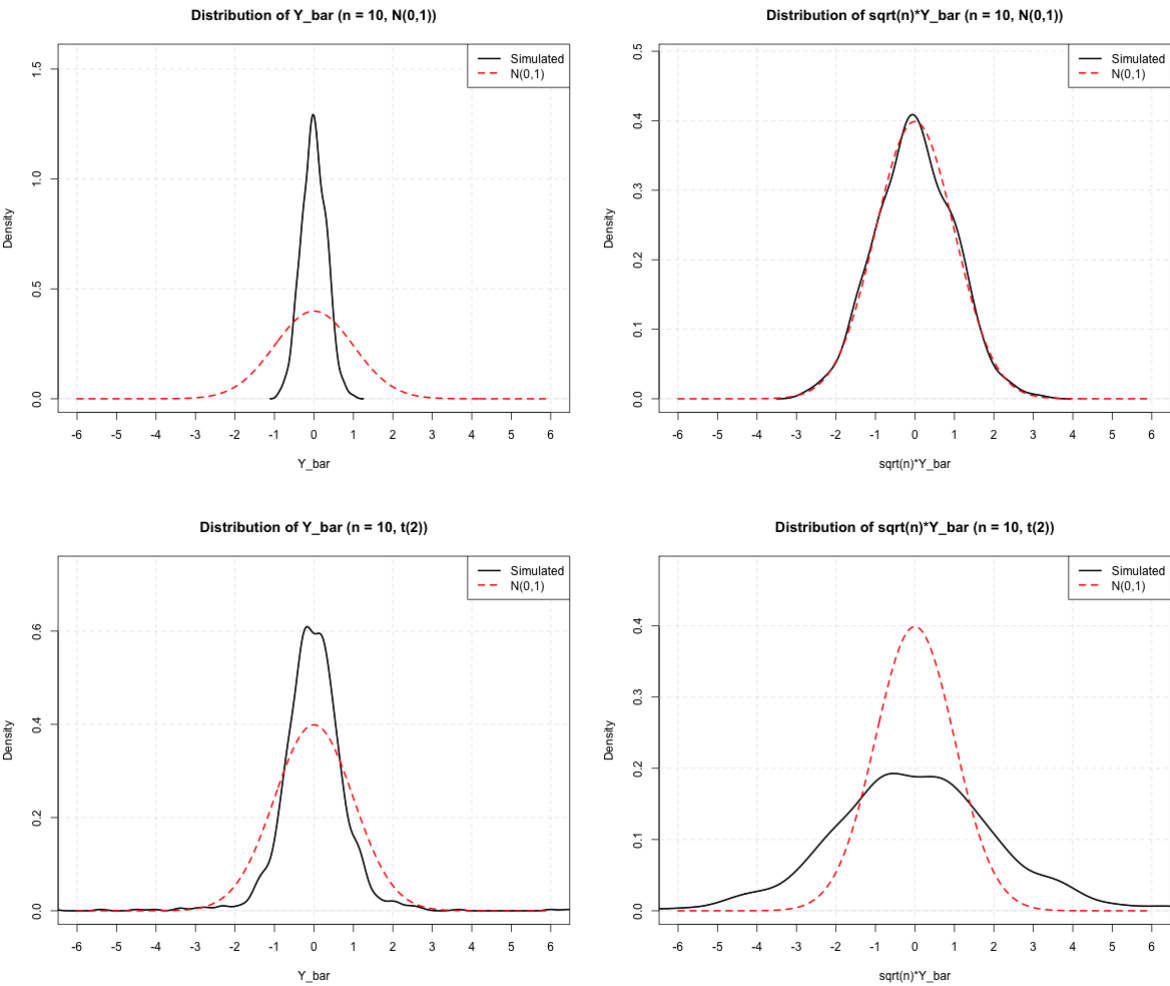 Distribution of Y_bar (n = 10, N(0,1))
Simulated
N(0,1)
Density
0.0
0.5
1.0
1.5
-6 -5 -4 -3 -2 -1 0 1 2 3 4 5 6
Y_bar
Distribution of sqrt(n)*Y_bar (n = 10, N(0,1))
Simulated
N(0,1)
Density
0.0
0.1
0.2
0.3
0.4
0.5
-6 -5 -4 -3 -2 -1 0 1 2 3 4 5 6
sqrt(n)*Y_bar
Distribution of Y_bar (n = 10, t(2))
Simulated
N(0,1)
Density
0.0
0.2
0.4
0.6
-6 -5 -4 -3 -2 -1 0 1 2 3 4 5 6
Y_bar
Distribution of sqrt(n)*Y_bar (n = 10, t(2))
Simulated
N(0,1)
Density
0.0
0.1
0.2
0.3
0.4
-6 -5 -4 -3 -2 -1 0 1 2 3 4 5 6
sqrt(n)*Y_bar